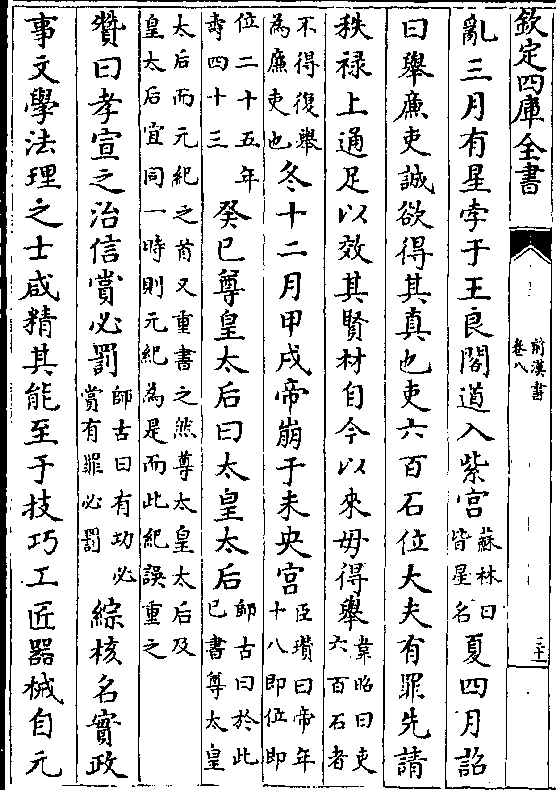 欽定四庫全書
前漢書
卷八
亂三月有星孛于王良閣道入紫宮蘇林曰皆星名夏四月詔
曰舉廉吏誠欲得其真也吏六百石位大夫有罪先請
秩祿上通足以效其賢材自今以來毋得舉韋昭曰吏六百石者
不得復舉為廉吏也冬十二月甲戌帝崩于未央宮臣瓚曰帝年十八即位即
位二十五年壽四十三癸巳尊皇太后曰太皇太后師古曰於此已書尊太皇
太后而元紀之首又重書之然尊太皇太后及
皇太后宜同一時則元紀為是而此紀誤重之
贊曰孝宣之治信賞必罰師古曰有功必賞有罪必罰綜核名實政
事文學法理之士咸精其能至于技巧工匠器械自元